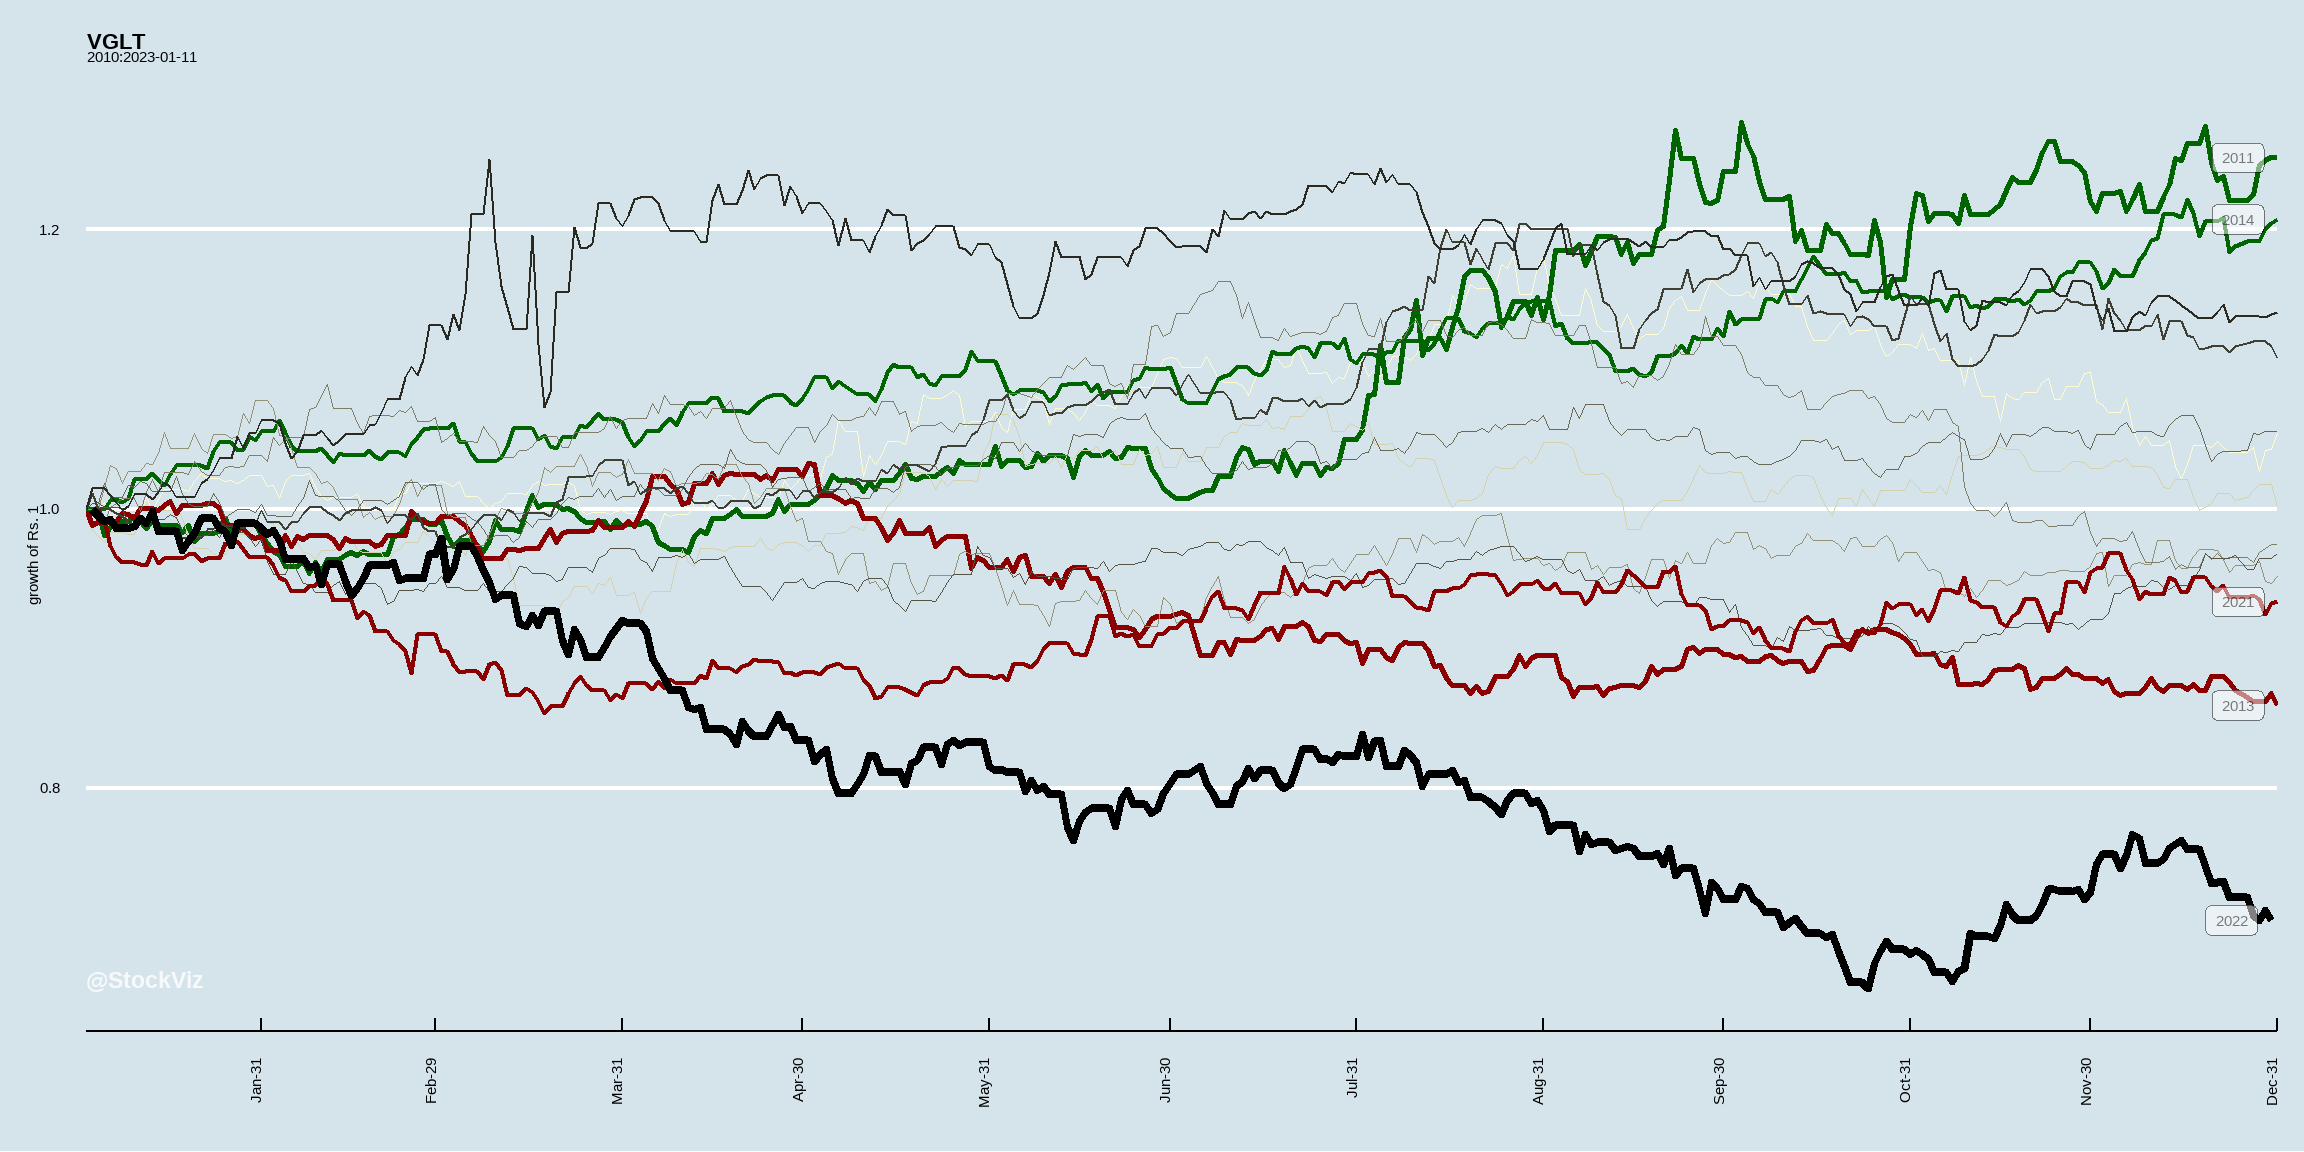 VGLT
2010:2023-01-11
2011
1.2
2014
1.0
growth of Rs. 1
2021
2013
0.8
2022
@StockViz
Jan-31
Feb-29
Mar-31
Apr-30
May-31
Jun-30
Jul-31
Aug-31
Sep-30
Oct-31
Nov-30
Dec-31